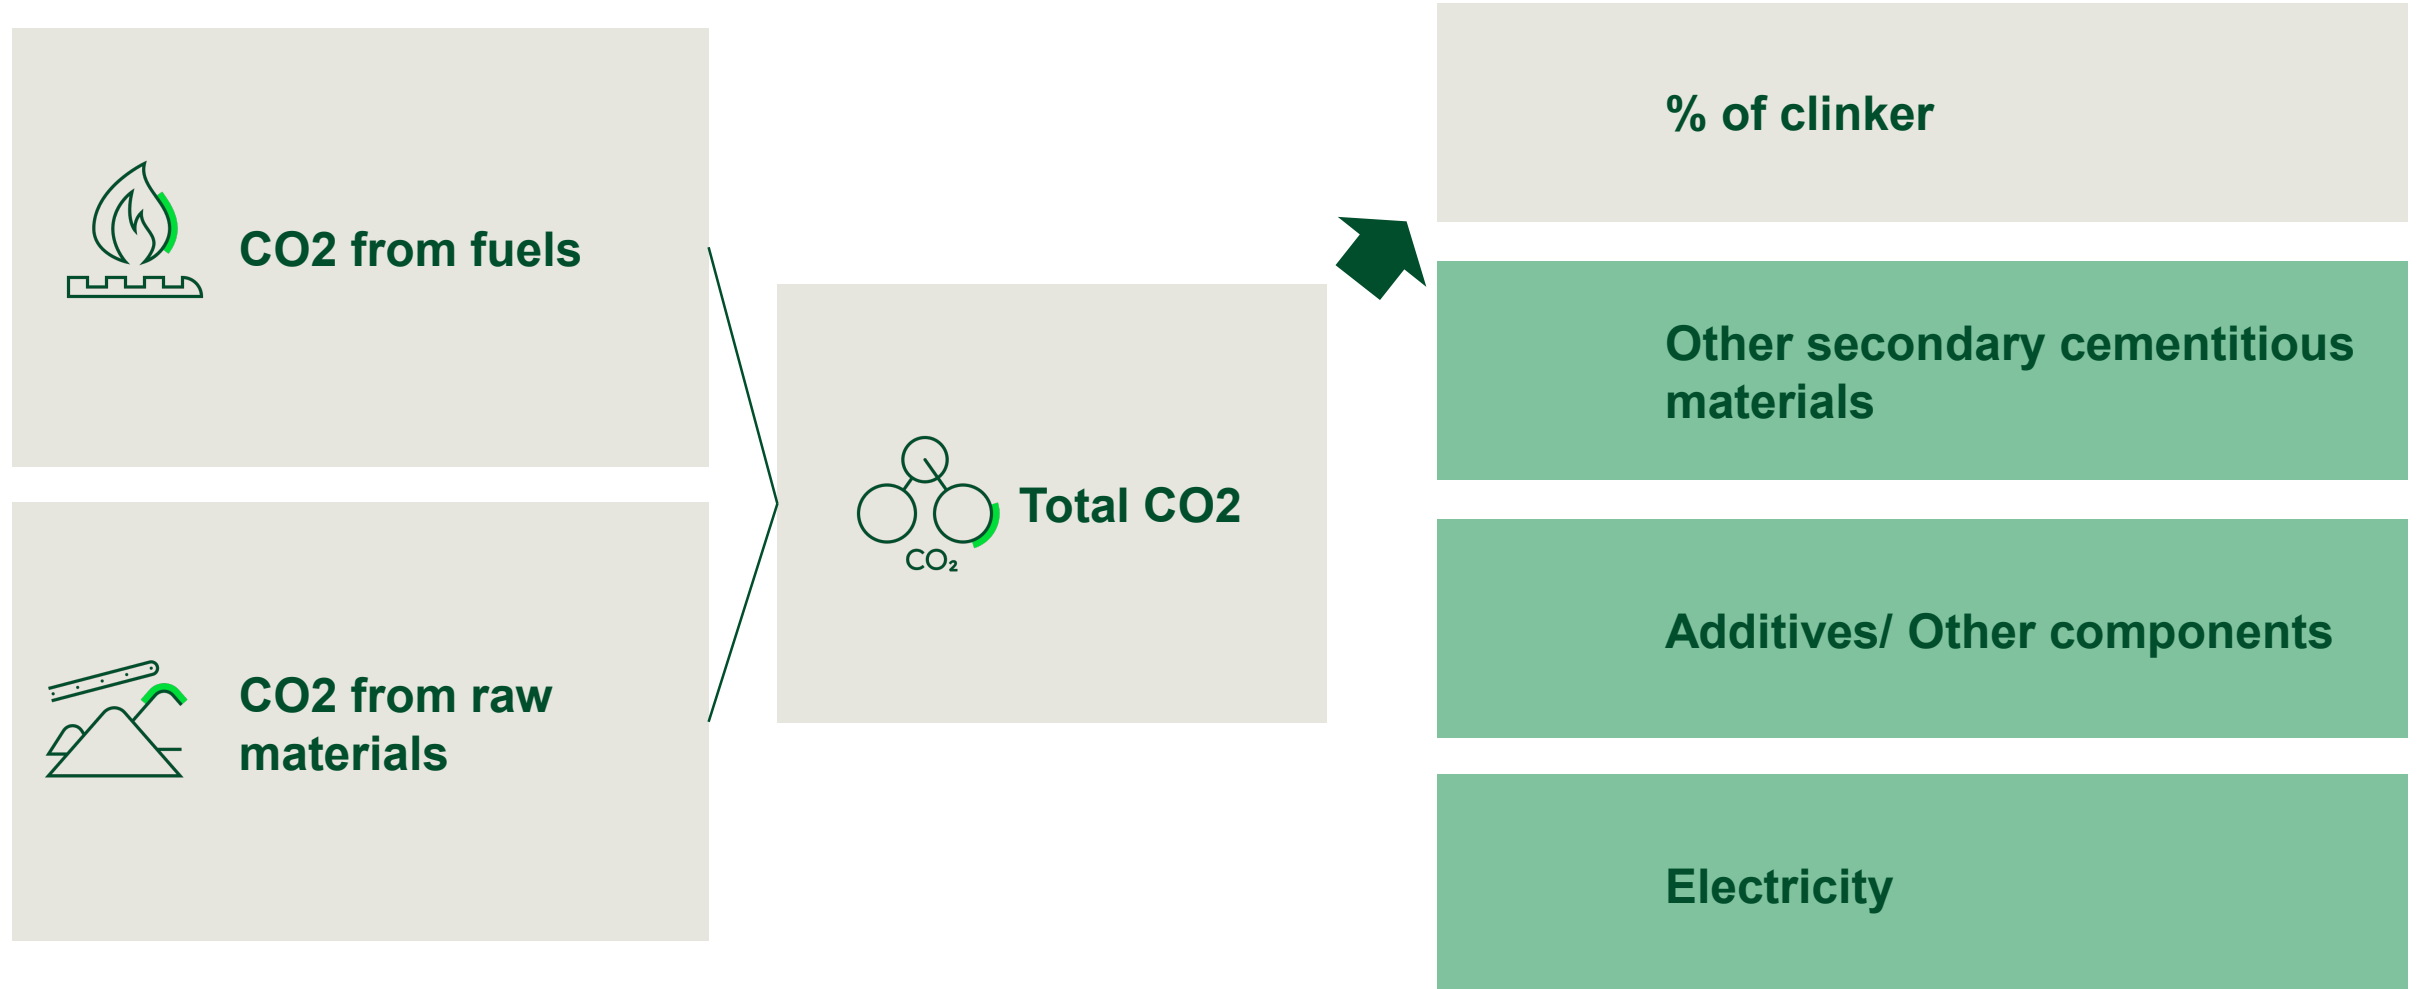 CO2 from fuels
CO2 from raw
materials
CO₂
Total CO2
% of clinker
Other secondary cementitious
materials
Additives/ Other components
Electricity